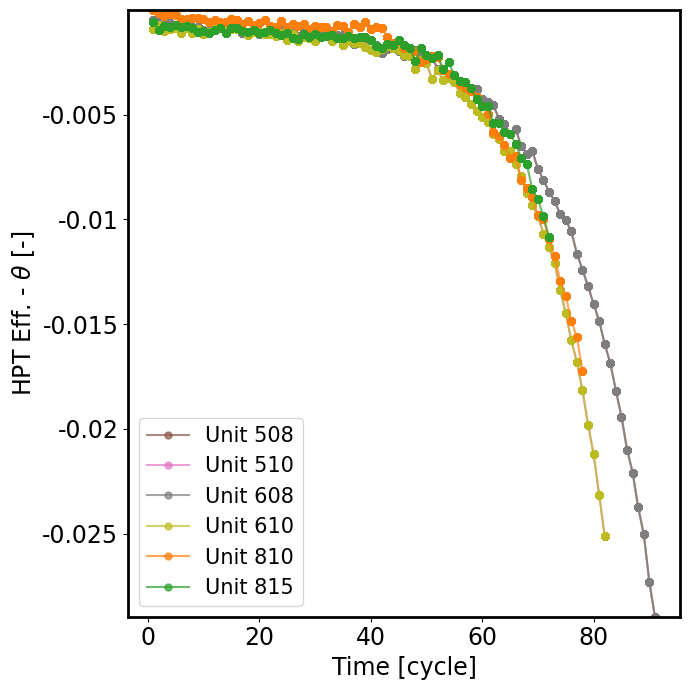 -0.005
-0.01
-0.015
-0.02
-0.025
HPT Eff. - θ [-]
Unit 508
Unit 510
Unit 608
Unit 610
Unit 810
Unit 815
0 20 40 60 80
Time [cycle]